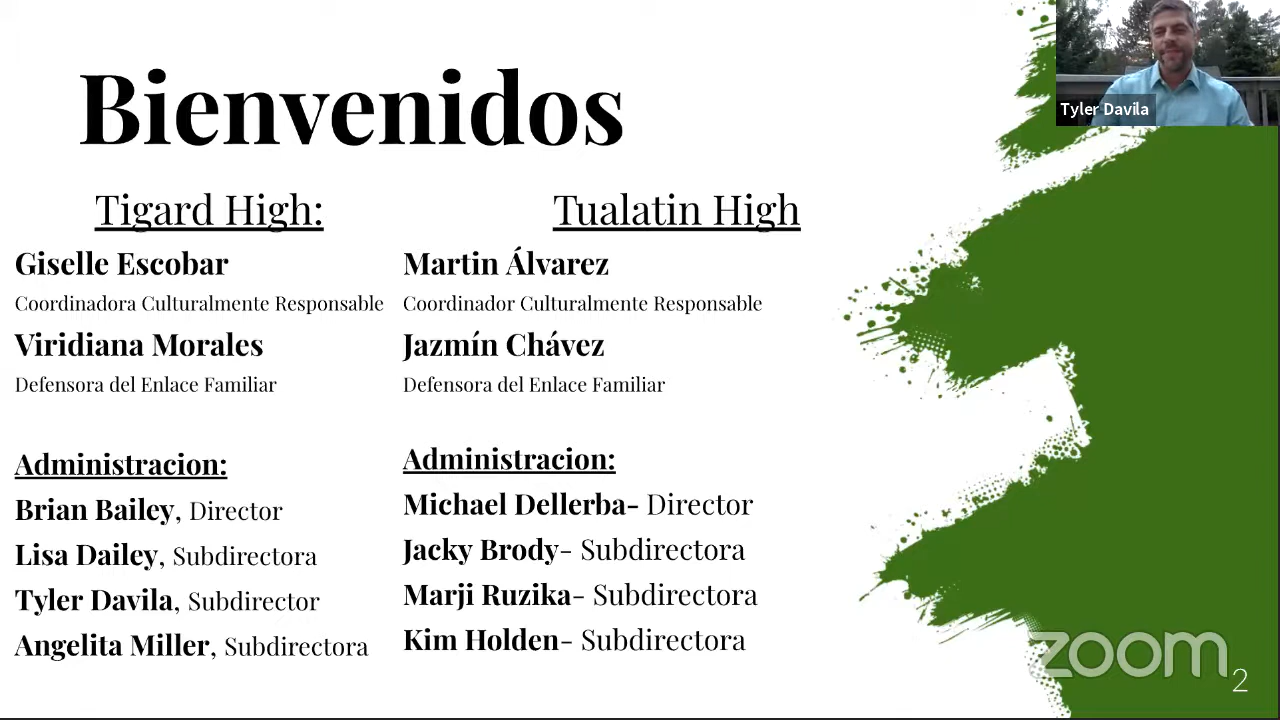 Bienvenidos
Tyler Davila
Tigard High:
Giselle Escobar
Coordinadora Culturalmente Responsable
Viridiana Morales
Defensora del Enlace Familiar
Administracion:
Brian Bailey, Director
Lisa Dailey, Subdirectora
Tyler Davila, Subdirector
Angelita Miller, Subdirectora
Tualatin High
Martin Álvarez
Coordinador Culturalmente Responsable
Jazmín Chávez
Defensora del Enlace Familiar
Administracion:
Michael Dellerba- Director
Jacky Brody- Subdirectora
Marji Ruzika- Subdirectora
Kim Holden- Subdirectora
zoom
2